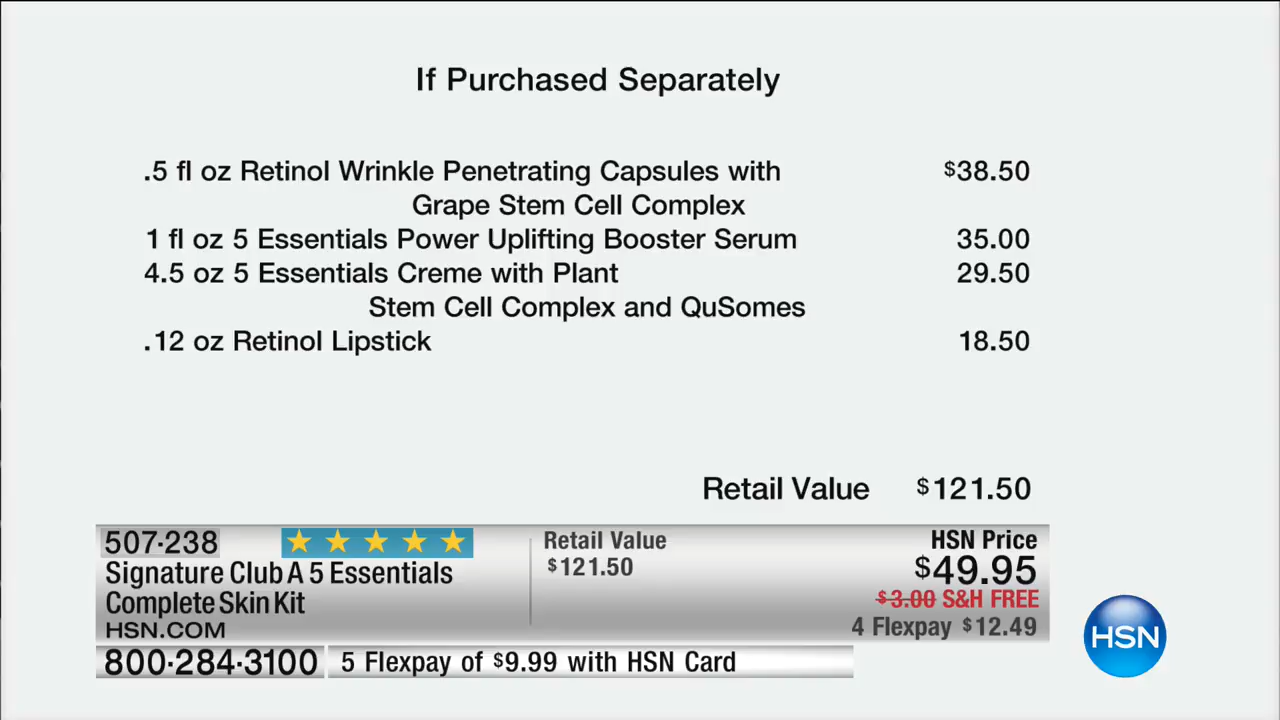 If Purchased Separately
.5 fl oz Retinol Wrinkle Penetrating Capsules with $38.50
Grape Stem Cell Complex
1 fl oz 5 Essentials Power Uplifting Booster Serum 35.00
4.5 oz 5 Essentials Creme with Plant 29.50
Stem Cell Complex and QuSomes
.12 oz Retinol Lipstick 18.50
Retail Value $121.50
507·238
Signature Club A 5 Essentials
Complete Skin Kit
HSN.COM
Retail Value
$121.50
HSN Price
$49.95
$3.00 S&H FREE
4 Flexpay $12.49
800·284·3100 5 Flexpay of $9.99 with HSN Card
HSN